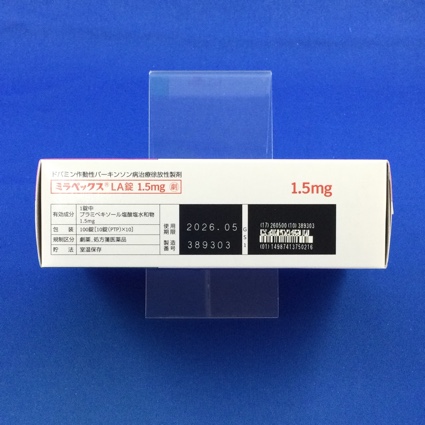 ドパミン作動性パーキンソン病治療徐放性製剤
ミラペックス® LA錠 1.5mg 劇
1.5mg
有効成分 1錠中
プラミペキソール塩酸塩水和物
1.5mg
包装 100錠[10錠(PTP)×10]
規制区分 劇薬、処方箋医薬品
貯法 室温保存
使用期限 2026.05
製造番号 389303
GS1
(17) 260500 (10) 389303
(01) 14987413750216